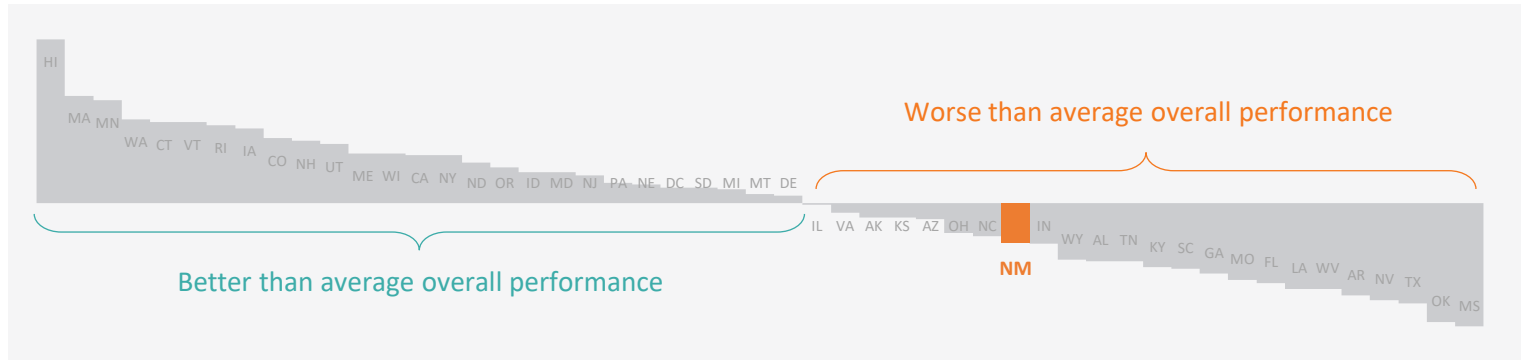 HI
MA
MN
WA
CT
VT
RI
IA
CO
NH
UT
ME
WI
CA
NY
ND
OR
ID
MD
NJ
PA
NE
DC
SD
MI
MT
DE
Better than average overall performance
Worse than average overall performance
IL
VA
AK
KS
AZ
OH
NC
NM
IN
WY
AL
TN
KY
SC
GA
MO
FL
LA
WV
AR
NV
TX
OK
MS